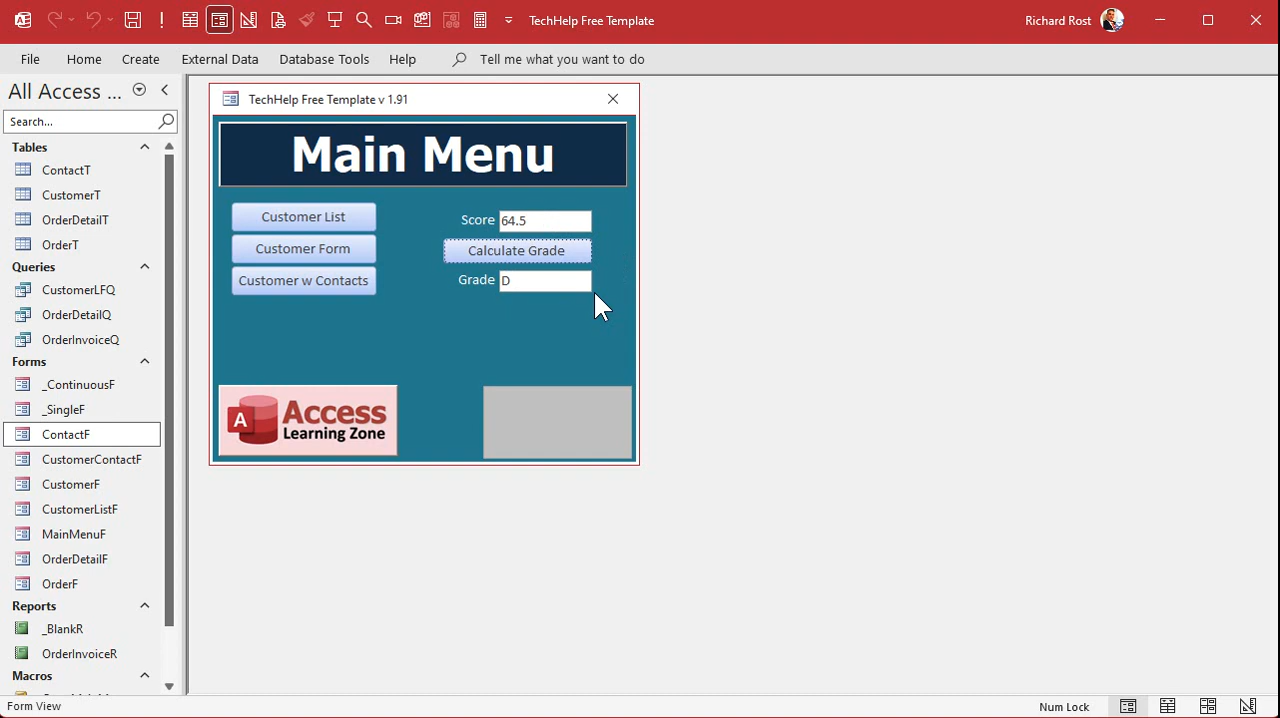 TechHelp Free Template
Richard Rost
File Home Create External Data Database Tools Help Tell me what you want to do
All Access ...
Search...
Tables
ContactT
CustomerT
OrderDetailT
OrderT
Queries
CustomerLFQ
OrderDetailQ
OrderInvoiceQ
Forms
_ContinuousF
_SingleF
ContactF
CustomerContactF
CustomerF
CustomerListF
MainMenuF
OrderDetailF
OrderF
Reports
_BlankR
OrderInvoiceR
Macros
TechHelp Free Template v 1.91
Main Menu
Customer List
Customer Form
Customer w Contacts
Score 64.5
Calculate Grade
Grade D
A Access
Learning Zone
Form View
Num Lock